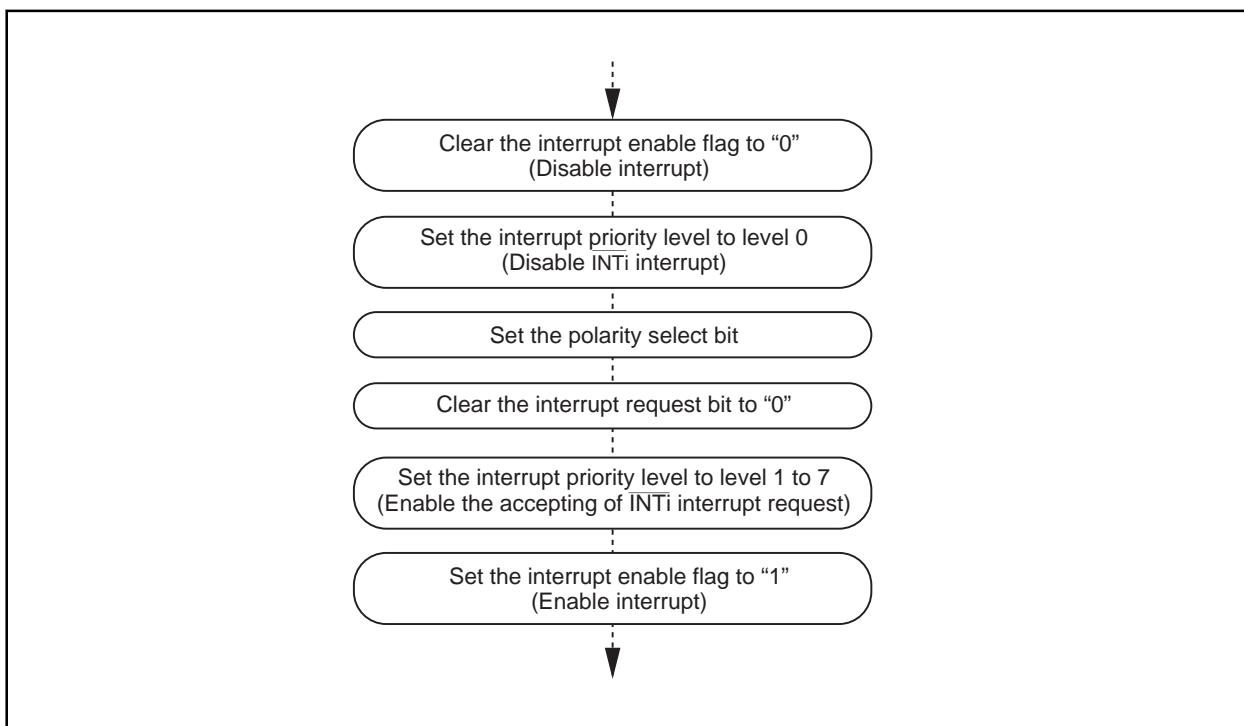 Clear the interrupt enable flag to “0”
(Disable interrupt)
Set the interrupt priority level to level 0
(Disable INTi interrupt)
Set the polarity select bit
Clear the interrupt request bit to “0”
Set the interrupt priority level to level 1 to 7
(Enable the accepting of INTi interrupt request)
Set the interrupt enable flag to “1”
(Enable interrupt)